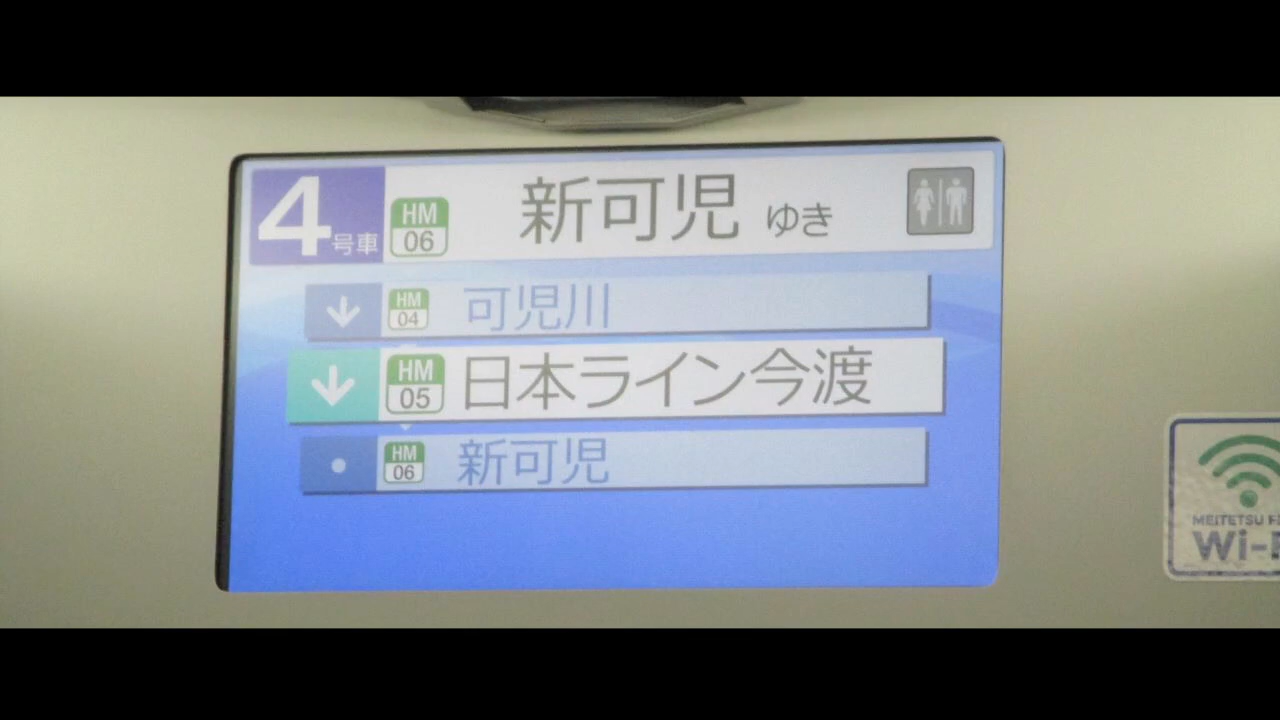 4号車 HM 06 新可児 ゆき
HM 04 可児川
HM 05 日本ライン今渡
HM 06 新可児
MEITETSU
Wi-